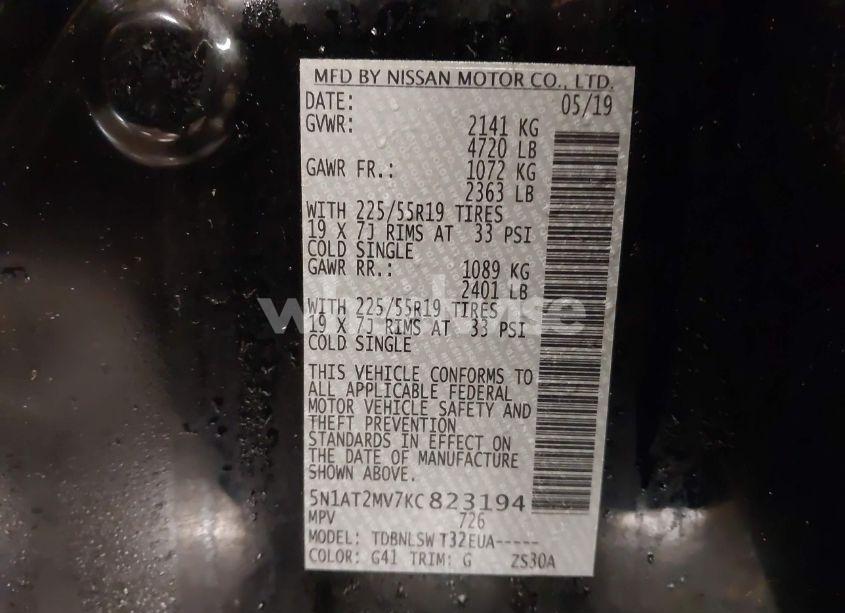 MFD BY NISSAN MOTOR CO., LTD.
DATE: 05/19
GVWR: 2141 KG
4720 LB
GAWR FR.: 1072 KG
2363 LB
WITH 225/55R19 TIRES
19 X 7J RIMS AT 33 PSI
COLD SINGLE
GAWR RR.: 1089 KG
2401 LB
WITH 225/55R19 TIRES
19 X 7J RIMS AT 33 PSI
COLD SINGLE
THIS VEHICLE CONFORMS TO
ALL APPLICABLE FEDERAL
MOTOR VEHICLE SAFETY AND
THEFT PREVENTION
STANDARDS IN EFFECT ON
THE DATE OF MANUFACTURE
SHOWN ABOVE.
5N1AT2MV7KC823194
MPV 726
MODEL: TDBNLSW T32EUA-----
COLOR: G41 TRIM: G ZS30A